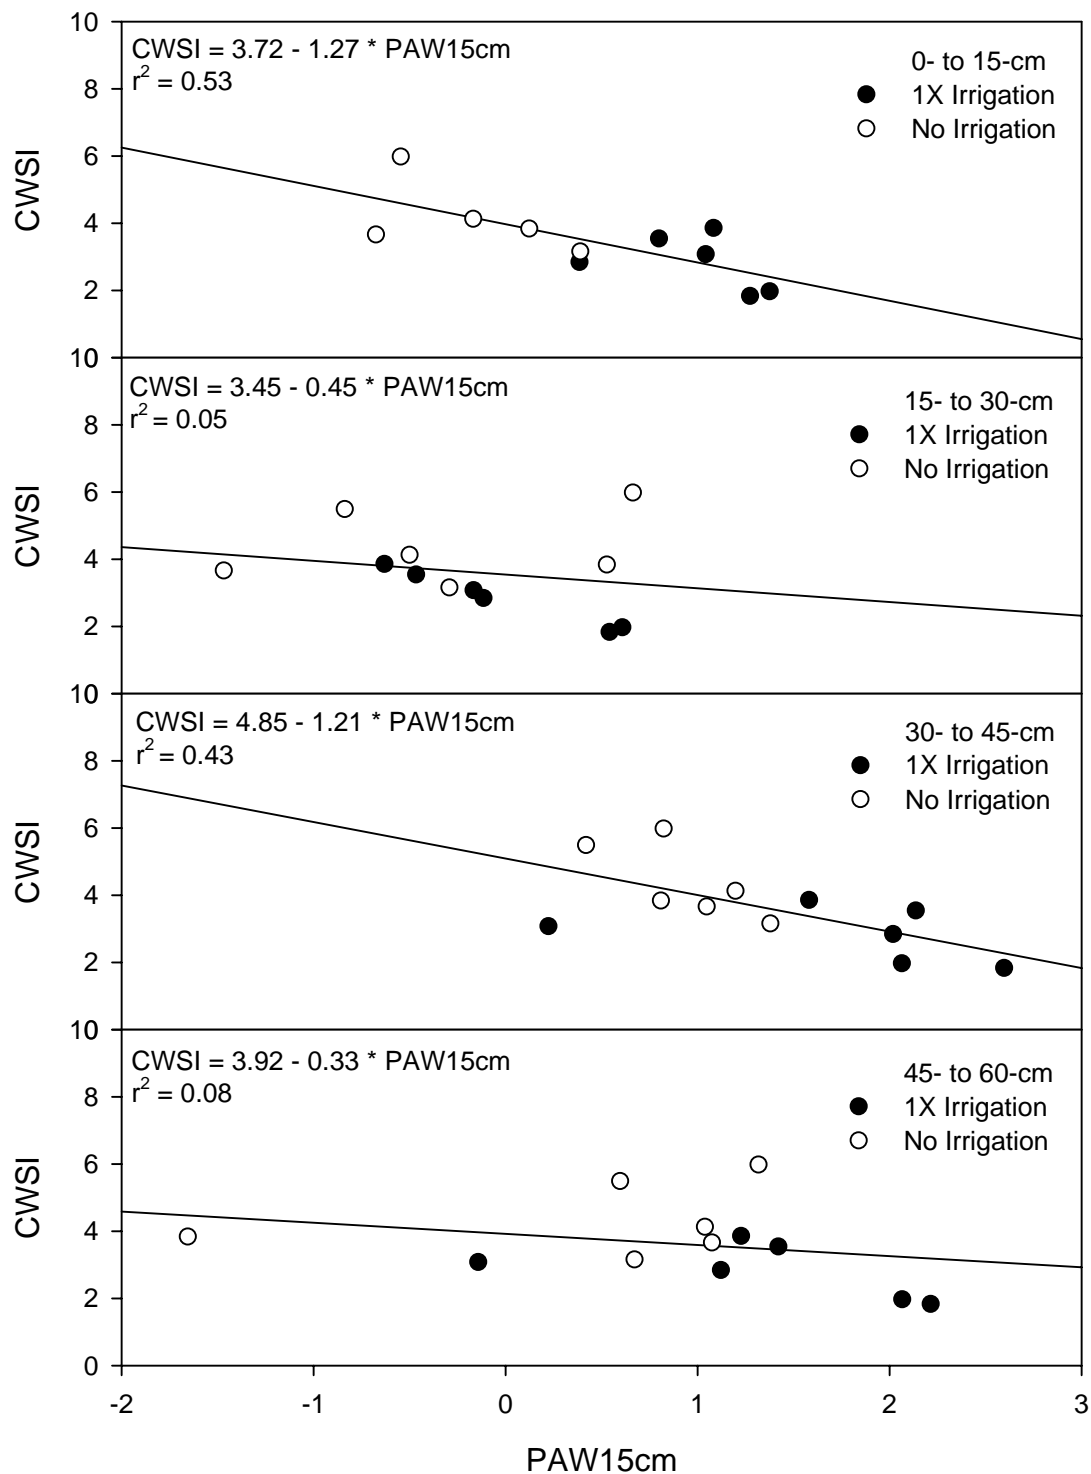 10
CWSI = 3.72 - 1.27 * PAW15cm
r² = 0.53
0- to 15-cm
1X Irrigation
No Irrigation
8
6
4
2
CWSI
10
CWSI = 3.45 - 0.45 * PAW15cm
r² = 0.05
15- to 30-cm
1X Irrigation
No Irrigation
8
6
4
2
CWSI
10
CWSI = 4.85 - 1.21 * PAW15cm
r² = 0.43
30- to 45-cm
1X Irrigation
No Irrigation
8
6
4
2
CWSI
10
CWSI = 3.92 - 0.33 * PAW15cm
r² = 0.08
45- to 60-cm
1X Irrigation
No Irrigation
8
6
4
2
0
CWSI
-2 -1 0 1 2 3
PAW15cm